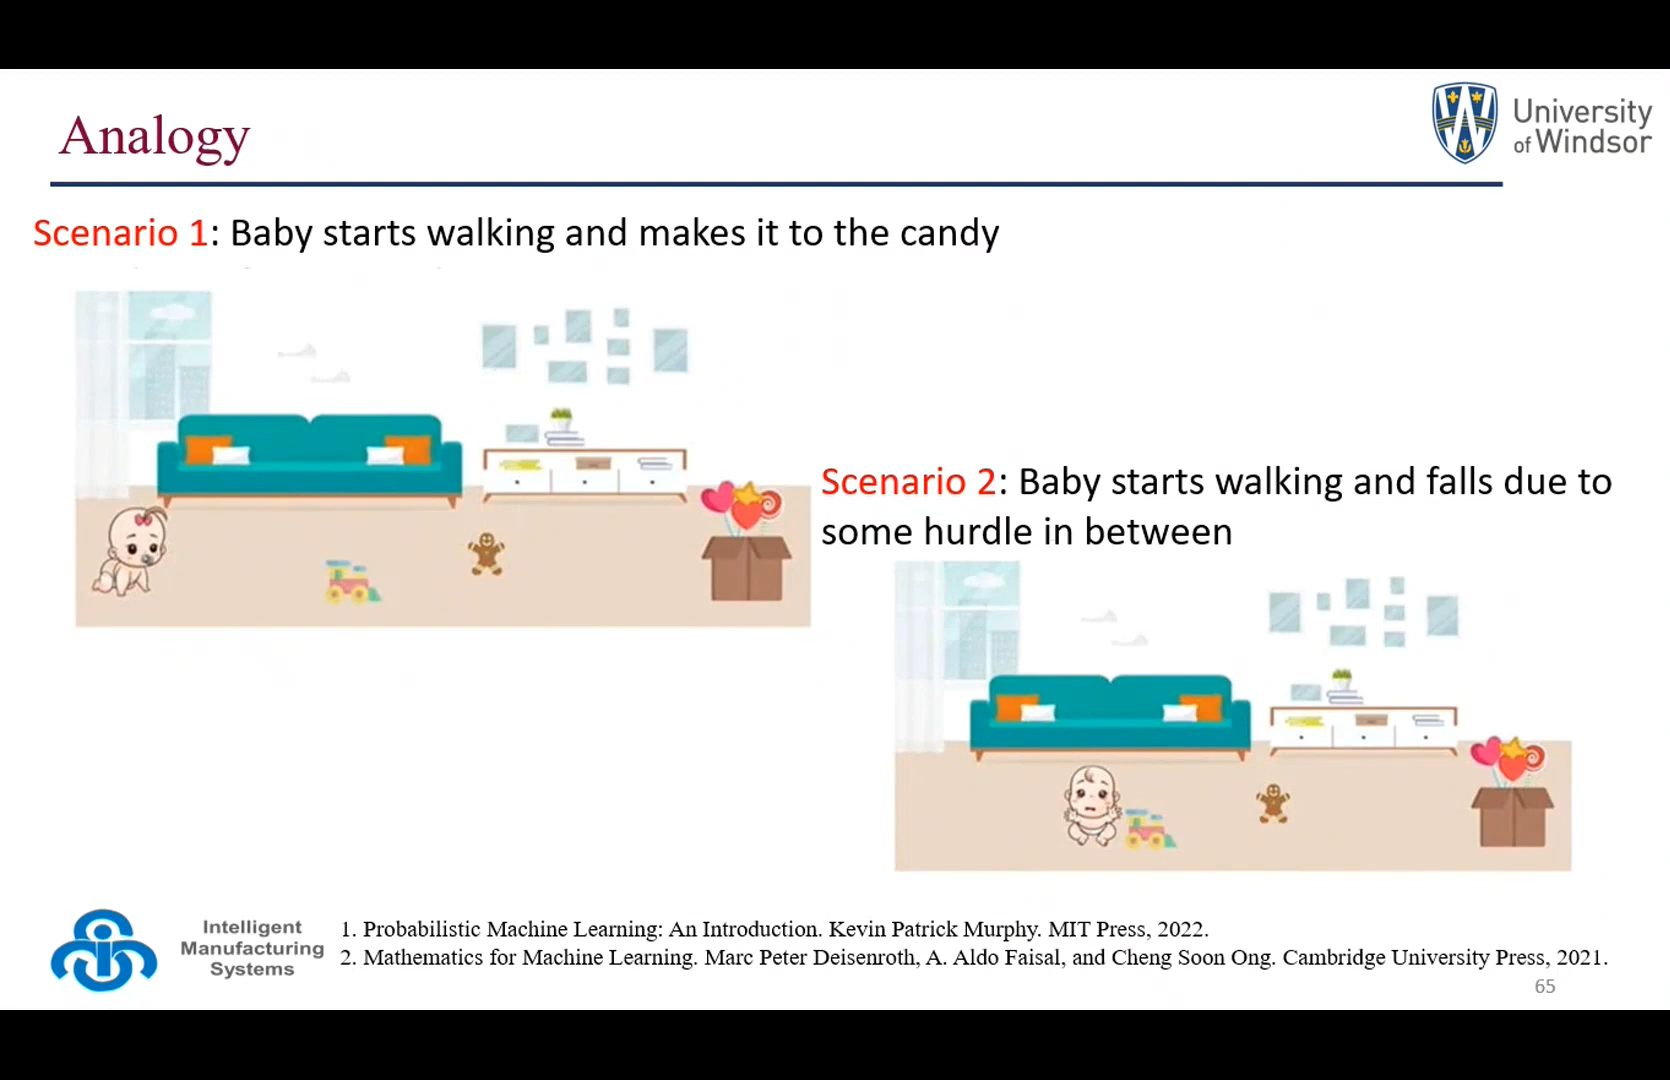 Analogy
University
of Windsor
Scenario 1: Baby starts walking and makes it to the candy
Scenario 2: Baby starts walking and falls due to
some hurdle in between
Intelligent
Manufacturing
Systems
1. Probabilistic Machine Learning: An Introduction. Kevin Patrick Murphy. MIT Press, 2022.
2. Mathematics for Machine Learning. Marc Peter Deisenroth, A. Aldo Faisal, and Cheng Soon Ong. Cambridge University Press, 2021.
65